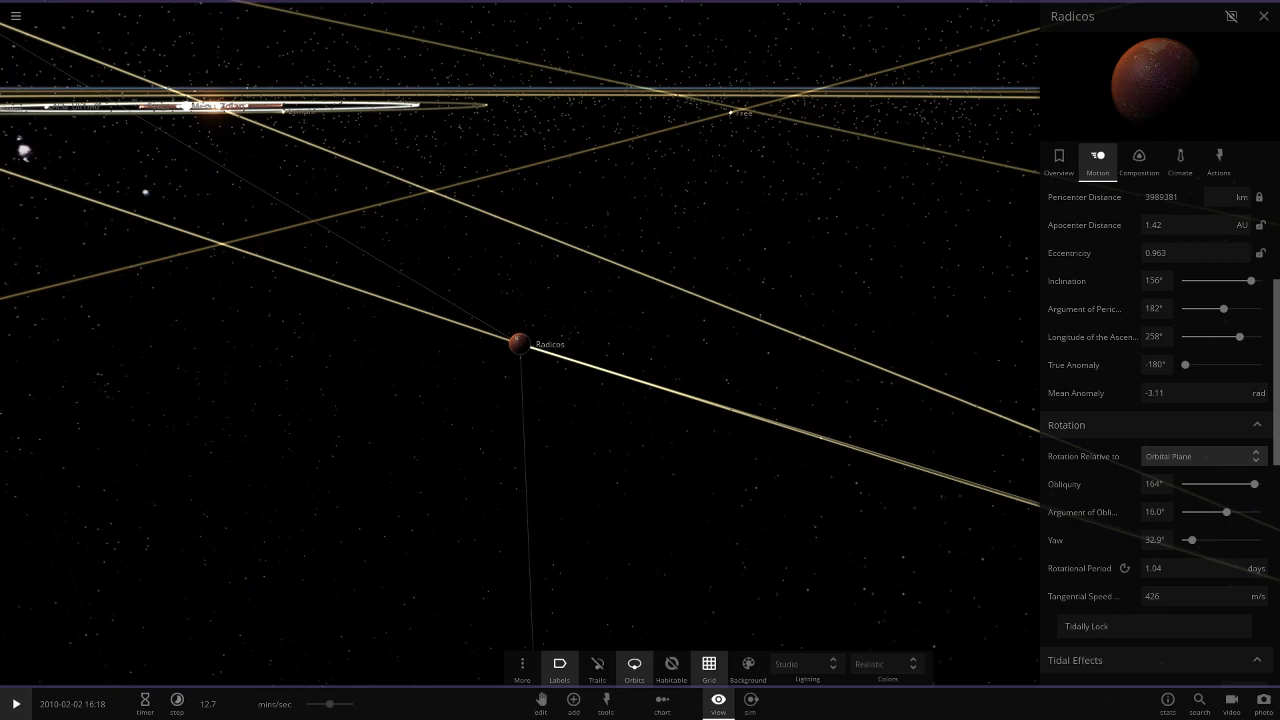 Radicos
Overview Motion Composition Climate Actions
Pericenter Distance 3989381 km
Apocenter Distance 1.42 AU
Eccentricity 0.963
Inclination 156°
Argument of Peric... 182°
Longitude of the Ascen... 258°
True Anomaly -180°
Mean Anomaly -3.11 rad
Rotation
Rotation Relative to Orbital Plane
Obliquity 164°
Argument of Obli... 16.0°
Yaw 32.9°
Rotational Period 1.04 days
Tangential Speed ... 426 m/s
Tidally Lock
Tidal Effects
Free
Radicos
More Labels Trails Orbits Habitable Grid Background
Studio Realistic
Lighting Colors
2010-02-02 16:18 timer step 12.7 mins/sec edit add tools chart view sim stats search video photo